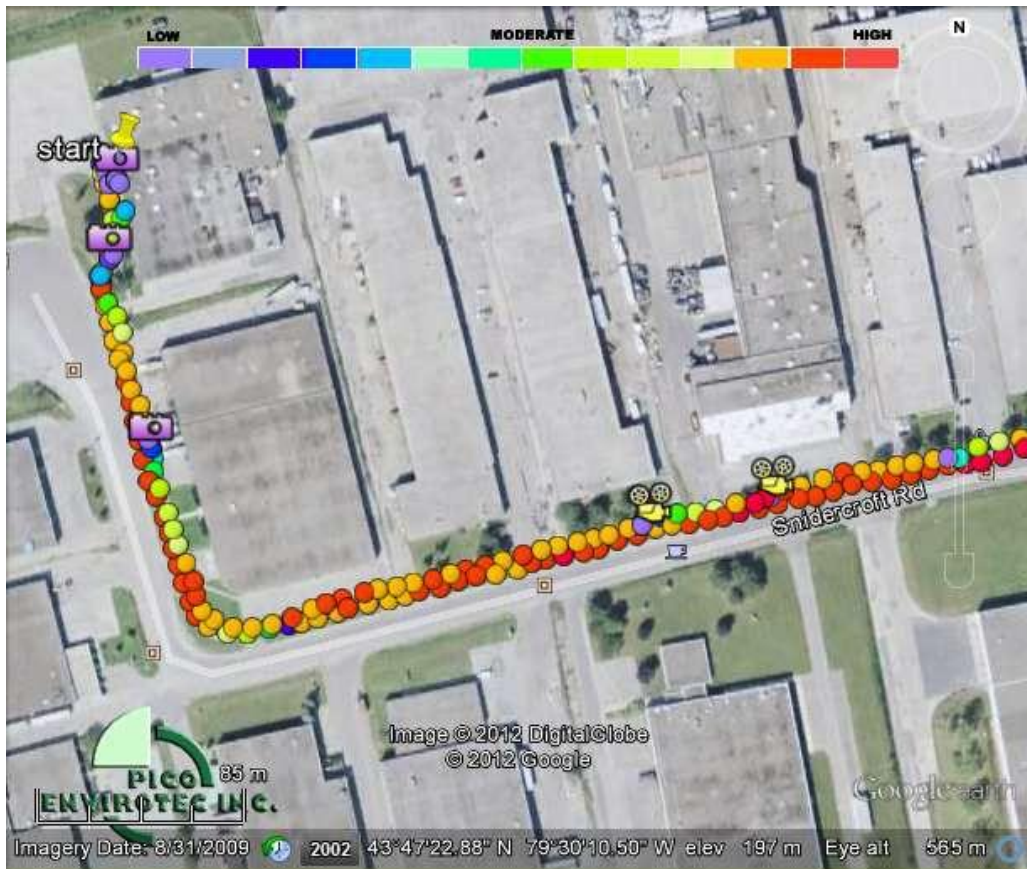 LOW MODERATE HIGH
N
start
Snidercroft Rd
Image © 2012 DigitalGlobe
© 2012 Google
PICO
ENVIROTEC INC.
85 m
Google earth
Imagery Date: 8/31/2009 2002 43°47'22.88" N 79°30'10.50" W elev 197 m Eye alt 565 m